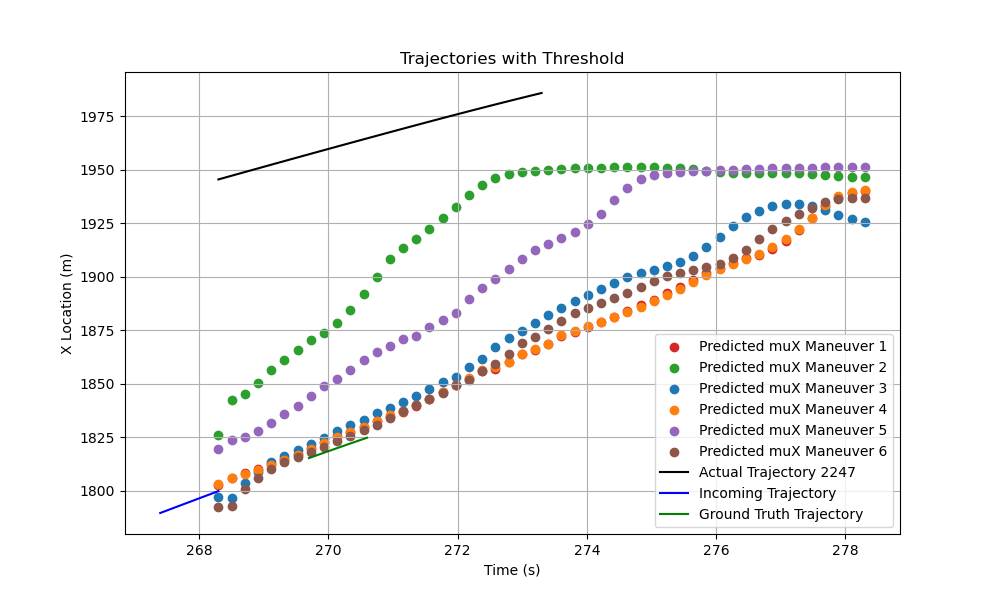 Trajectories with Threshold
X Location (m)
1975
1950
1925
1900
1875
1850
1825
1800
268
270
272
274
276
278
Time (s)
Predicted muX Maneuver 1
Predicted muX Maneuver 2
Predicted muX Maneuver 3
Predicted muX Maneuver 4
Predicted muX Maneuver 5
Predicted muX Maneuver 6
Actual Trajectory 2247
Incoming Trajectory
Ground Truth Trajectory